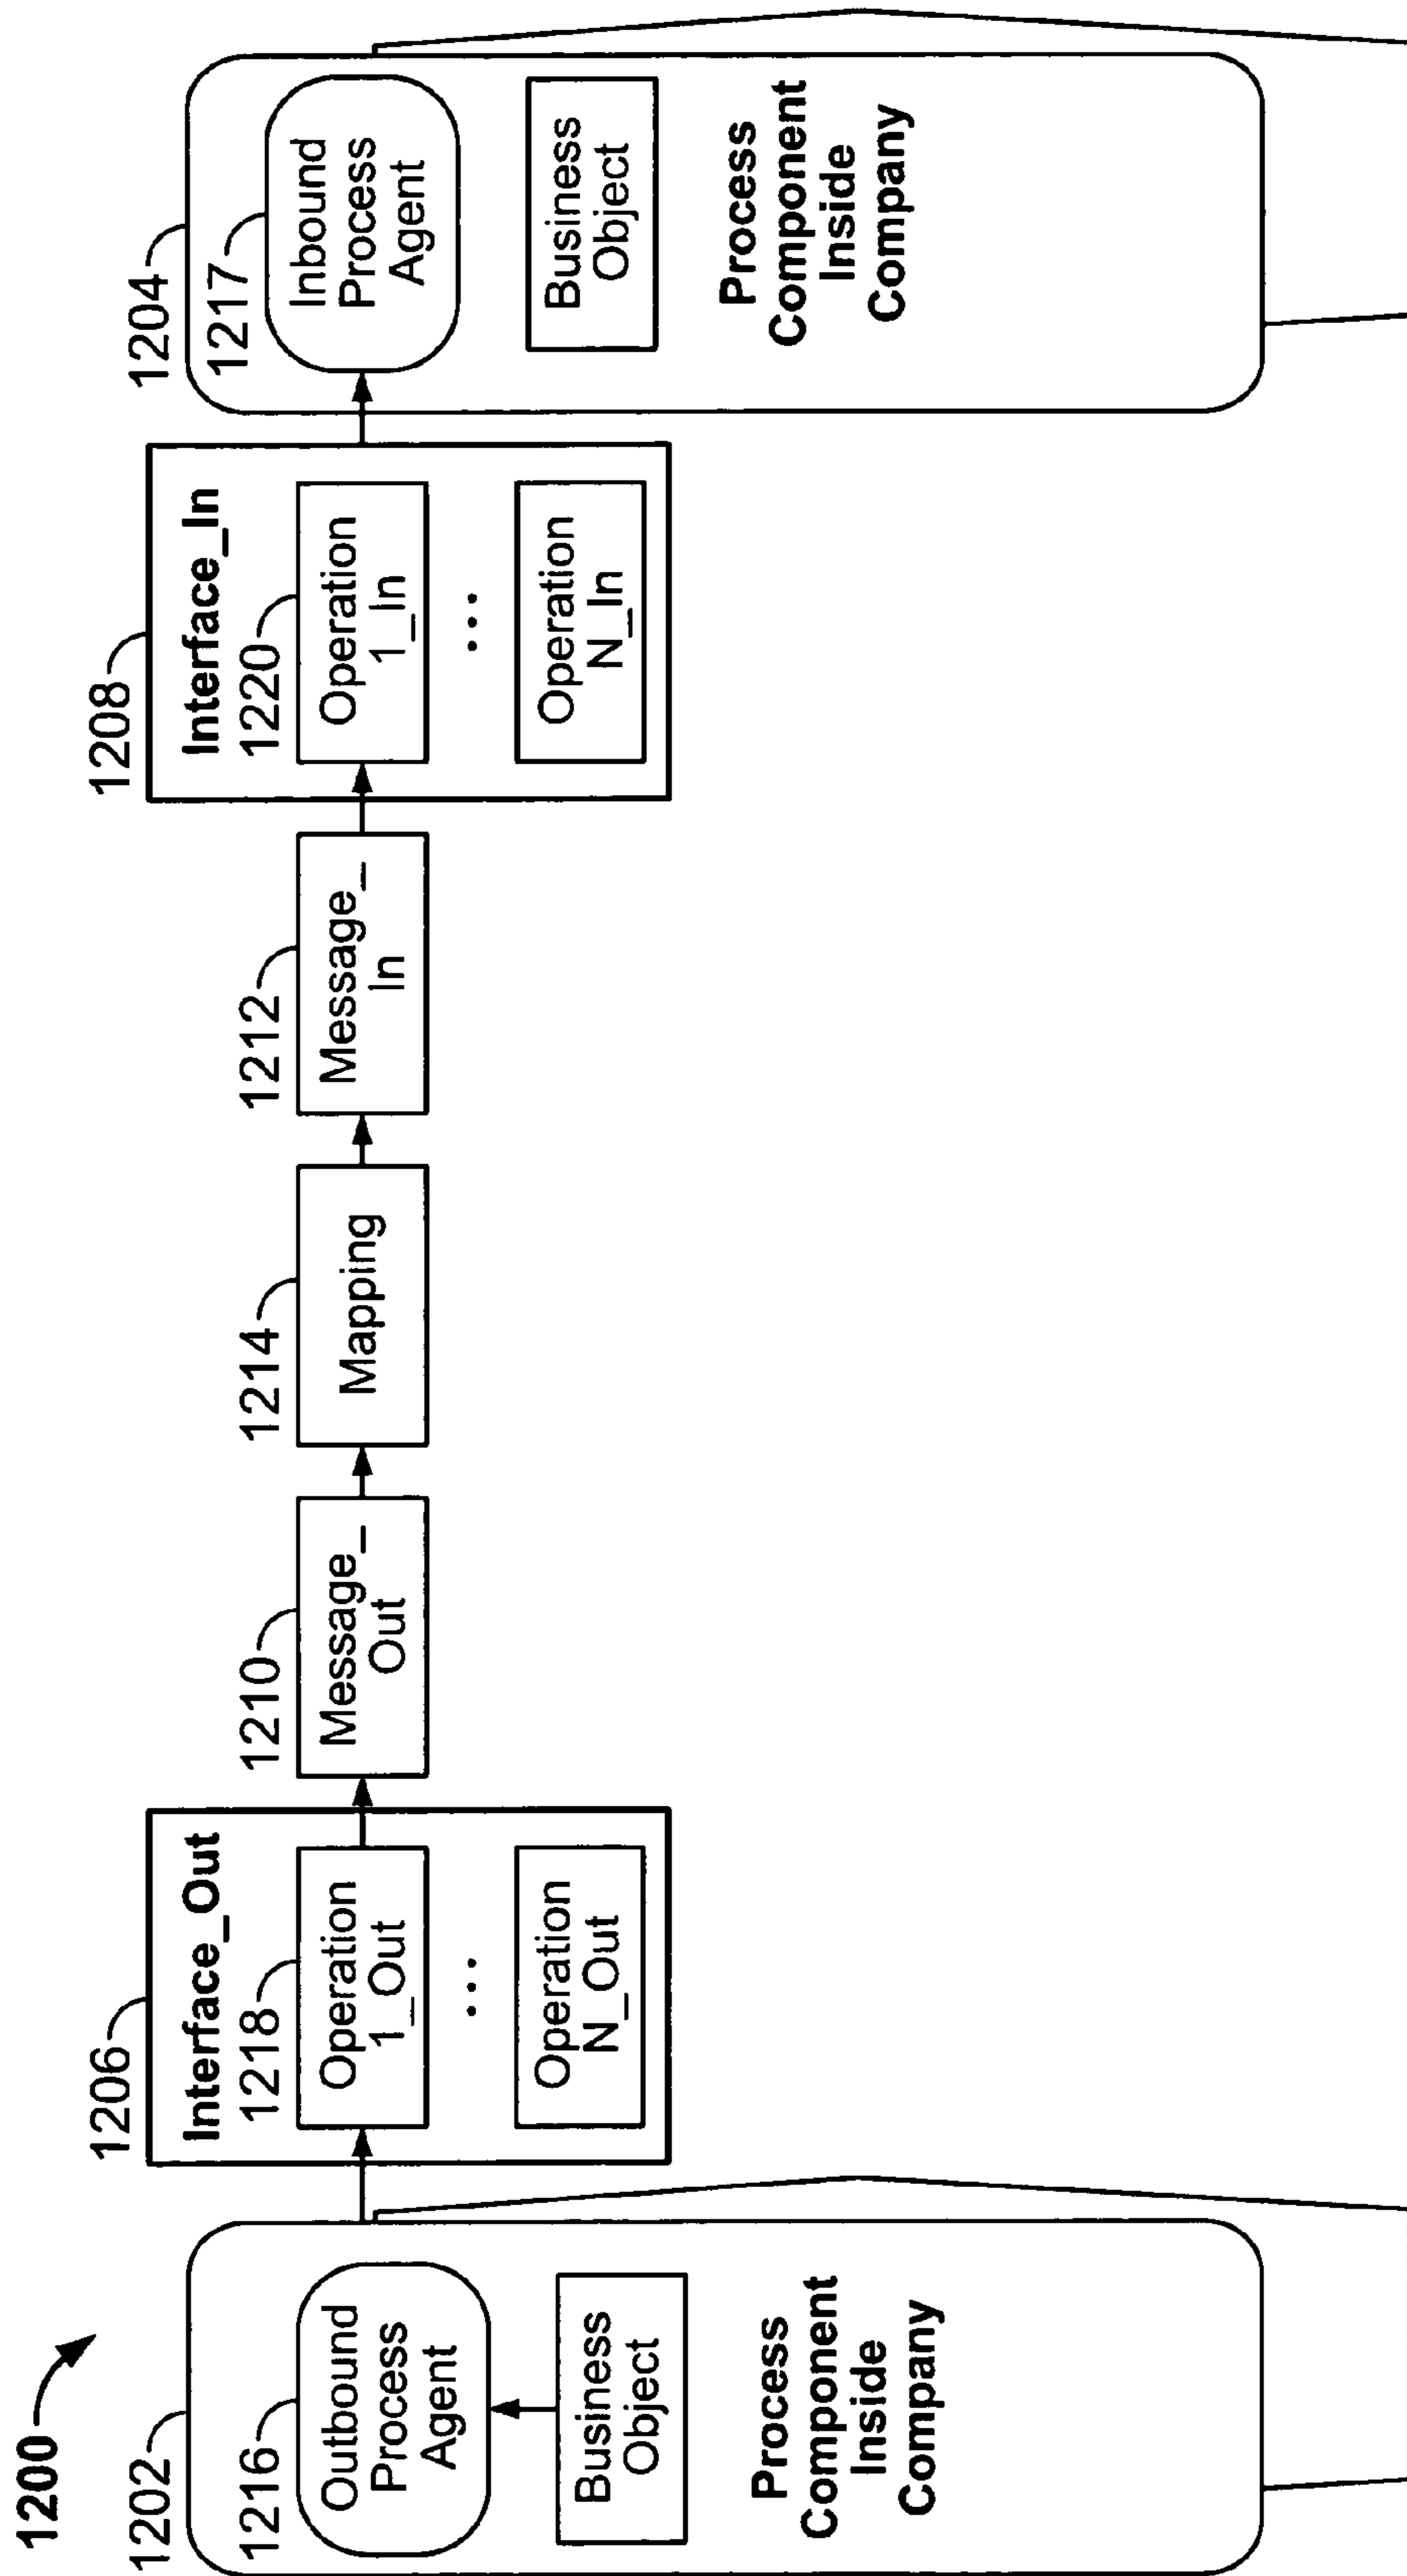 1200
1202
1216
Outbound
Process
Agent
Business
Object
Process
Component
Inside
Company
1206
Interface_Out
1218
Operation
1_Out
...
Operation
N_Out
1210
Message_
Out
1214
Mapping
1212
Message_
In
1208
Interface_In
1220
Operation
1_In
...
Operation
N_In
1204
1217
Inbound
Process
Agent
Business
Object
Process
Component
Inside
Company